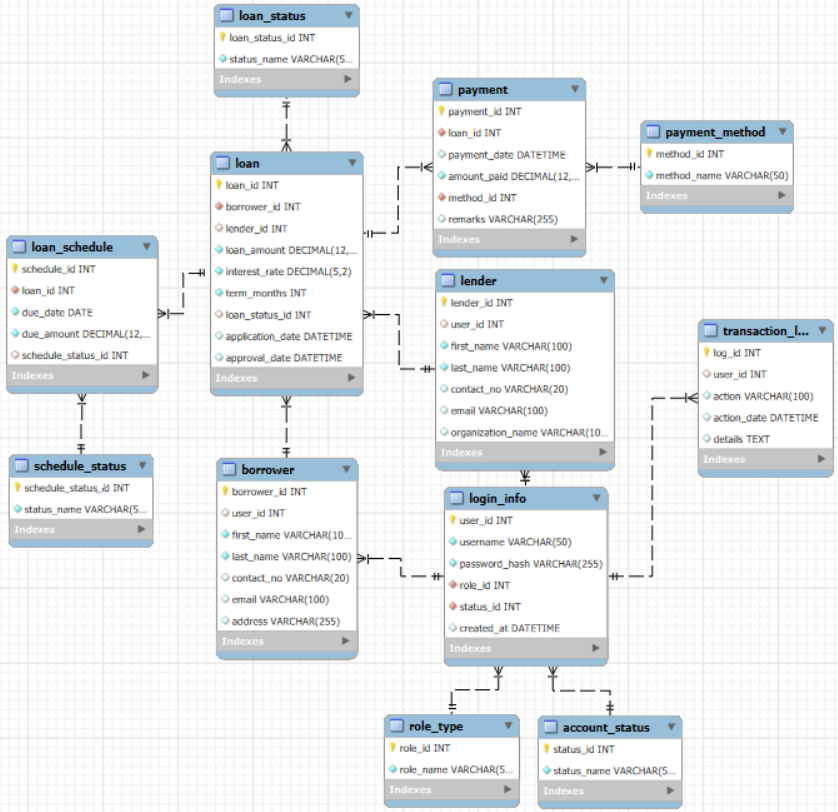 loan_status
loan_status_id INT
status_name VARCHAR(5...
Indexes
payment
payment_id INT
loan_id INT
payment_date DATETIME
amount_paid DECIMAL(12,...
method_id INT
remarks VARCHAR(255)
Indexes
payment_method
method_id INT
method_name VARCHAR(50)
Indexes
loan
loan_id INT
borrower_id INT
lender_id INT
loan_amount DECIMAL(12,...
interest_rate DECIMAL(5,2)
term_months INT
loan_status_id INT
application_date DATETIME
approval_date DATETIME
Indexes
loan_schedule
schedule_id INT
loan_id INT
due_date DATE
due_amount DECIMAL(12,...
schedule_status_id INT
Indexes
lender
lender_id INT
user_id INT
first_name VARCHAR(100)
last_name VARCHAR(100)
contact_no VARCHAR(20)
email VARCHAR(100)
organization_name VARCHAR(10...
Indexes
transaction_l...
log_id INT
user_id INT
action VARCHAR(100)
action_date DATETIME
details TEXT
Indexes
schedule_status
schedule_status_id INT
status_name VARCHAR(5...
Indexes
borrower
borrower_id INT
user_id INT
first_name VARCHAR(10...
last_name VARCHAR(100)
contact_no VARCHAR(20)
email VARCHAR(100)
address VARCHAR(255)
Indexes
login_info
user_id INT
username VARCHAR(50)
password_hash VARCHAR(255)
role_id INT
status_id INT
created_at DATETIME
Indexes
role_type
role_id INT
role_name VARCHAR(5...
Indexes
account_status
status_id INT
status_name VARCHAR(5...
Indexes